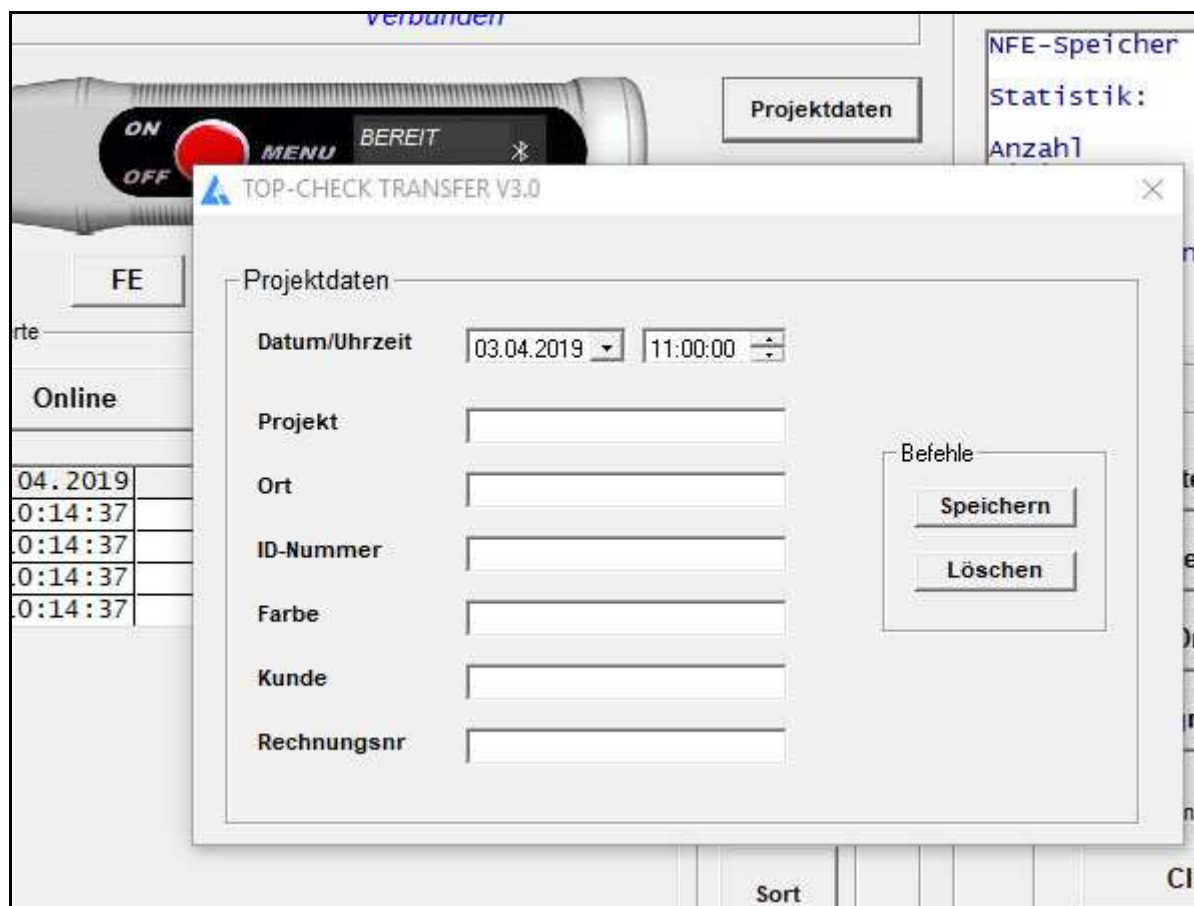 Verbunden
NFE-Speicher
Statistik:
Anzahl
Projektdaten
ON
OFF
MENU
BEREIT
FE
Online
04.2019
0:14:37
0:14:37
0:14:37
0:14:37
TOP-CHECK TRANSFER V3.0
Projektdaten
Datum/Uhrzeit 03.04.2019 11:00:00
Projekt
Ort
ID-Nummer
Farbe
Kunde
Rechnungsnr
Befehle
Speichern
Löschen
Sort